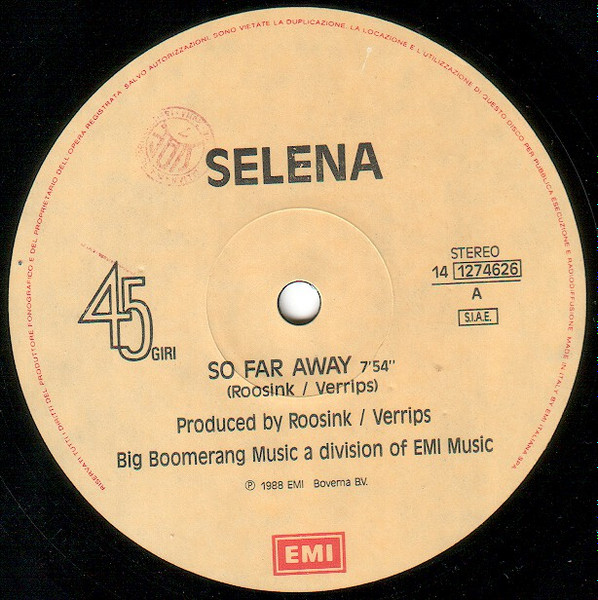 RISERVATI TUTTI I DIRITTI DEL PRODUTTORE FONOGRAFICO E DEL PROPRIETARIO DELL'OPERA REGISTRATA. SALVO AUTORIZZAZIONI, SONO VIETATE LA DUPLICAZIONE, LA LOCAZIONE E L'UTILIZZAZIONE DI QUESTO DISCO PER PUBBLICA ESECUZIONE E RADIODIFFUSIONE. MADE IN ITALY BY EMI ITALIANA SPA
SELENA
STEREO
14 1274626
A
S.I.A.E.
45
GIRI
SO FAR AWAY 7'54"
(Roosink / Verrips)
Produced by Roosink / Verrips
Big Boomerang Music a division of EMI Music
℗ 1988 EMI Bovema B.V.
EMI